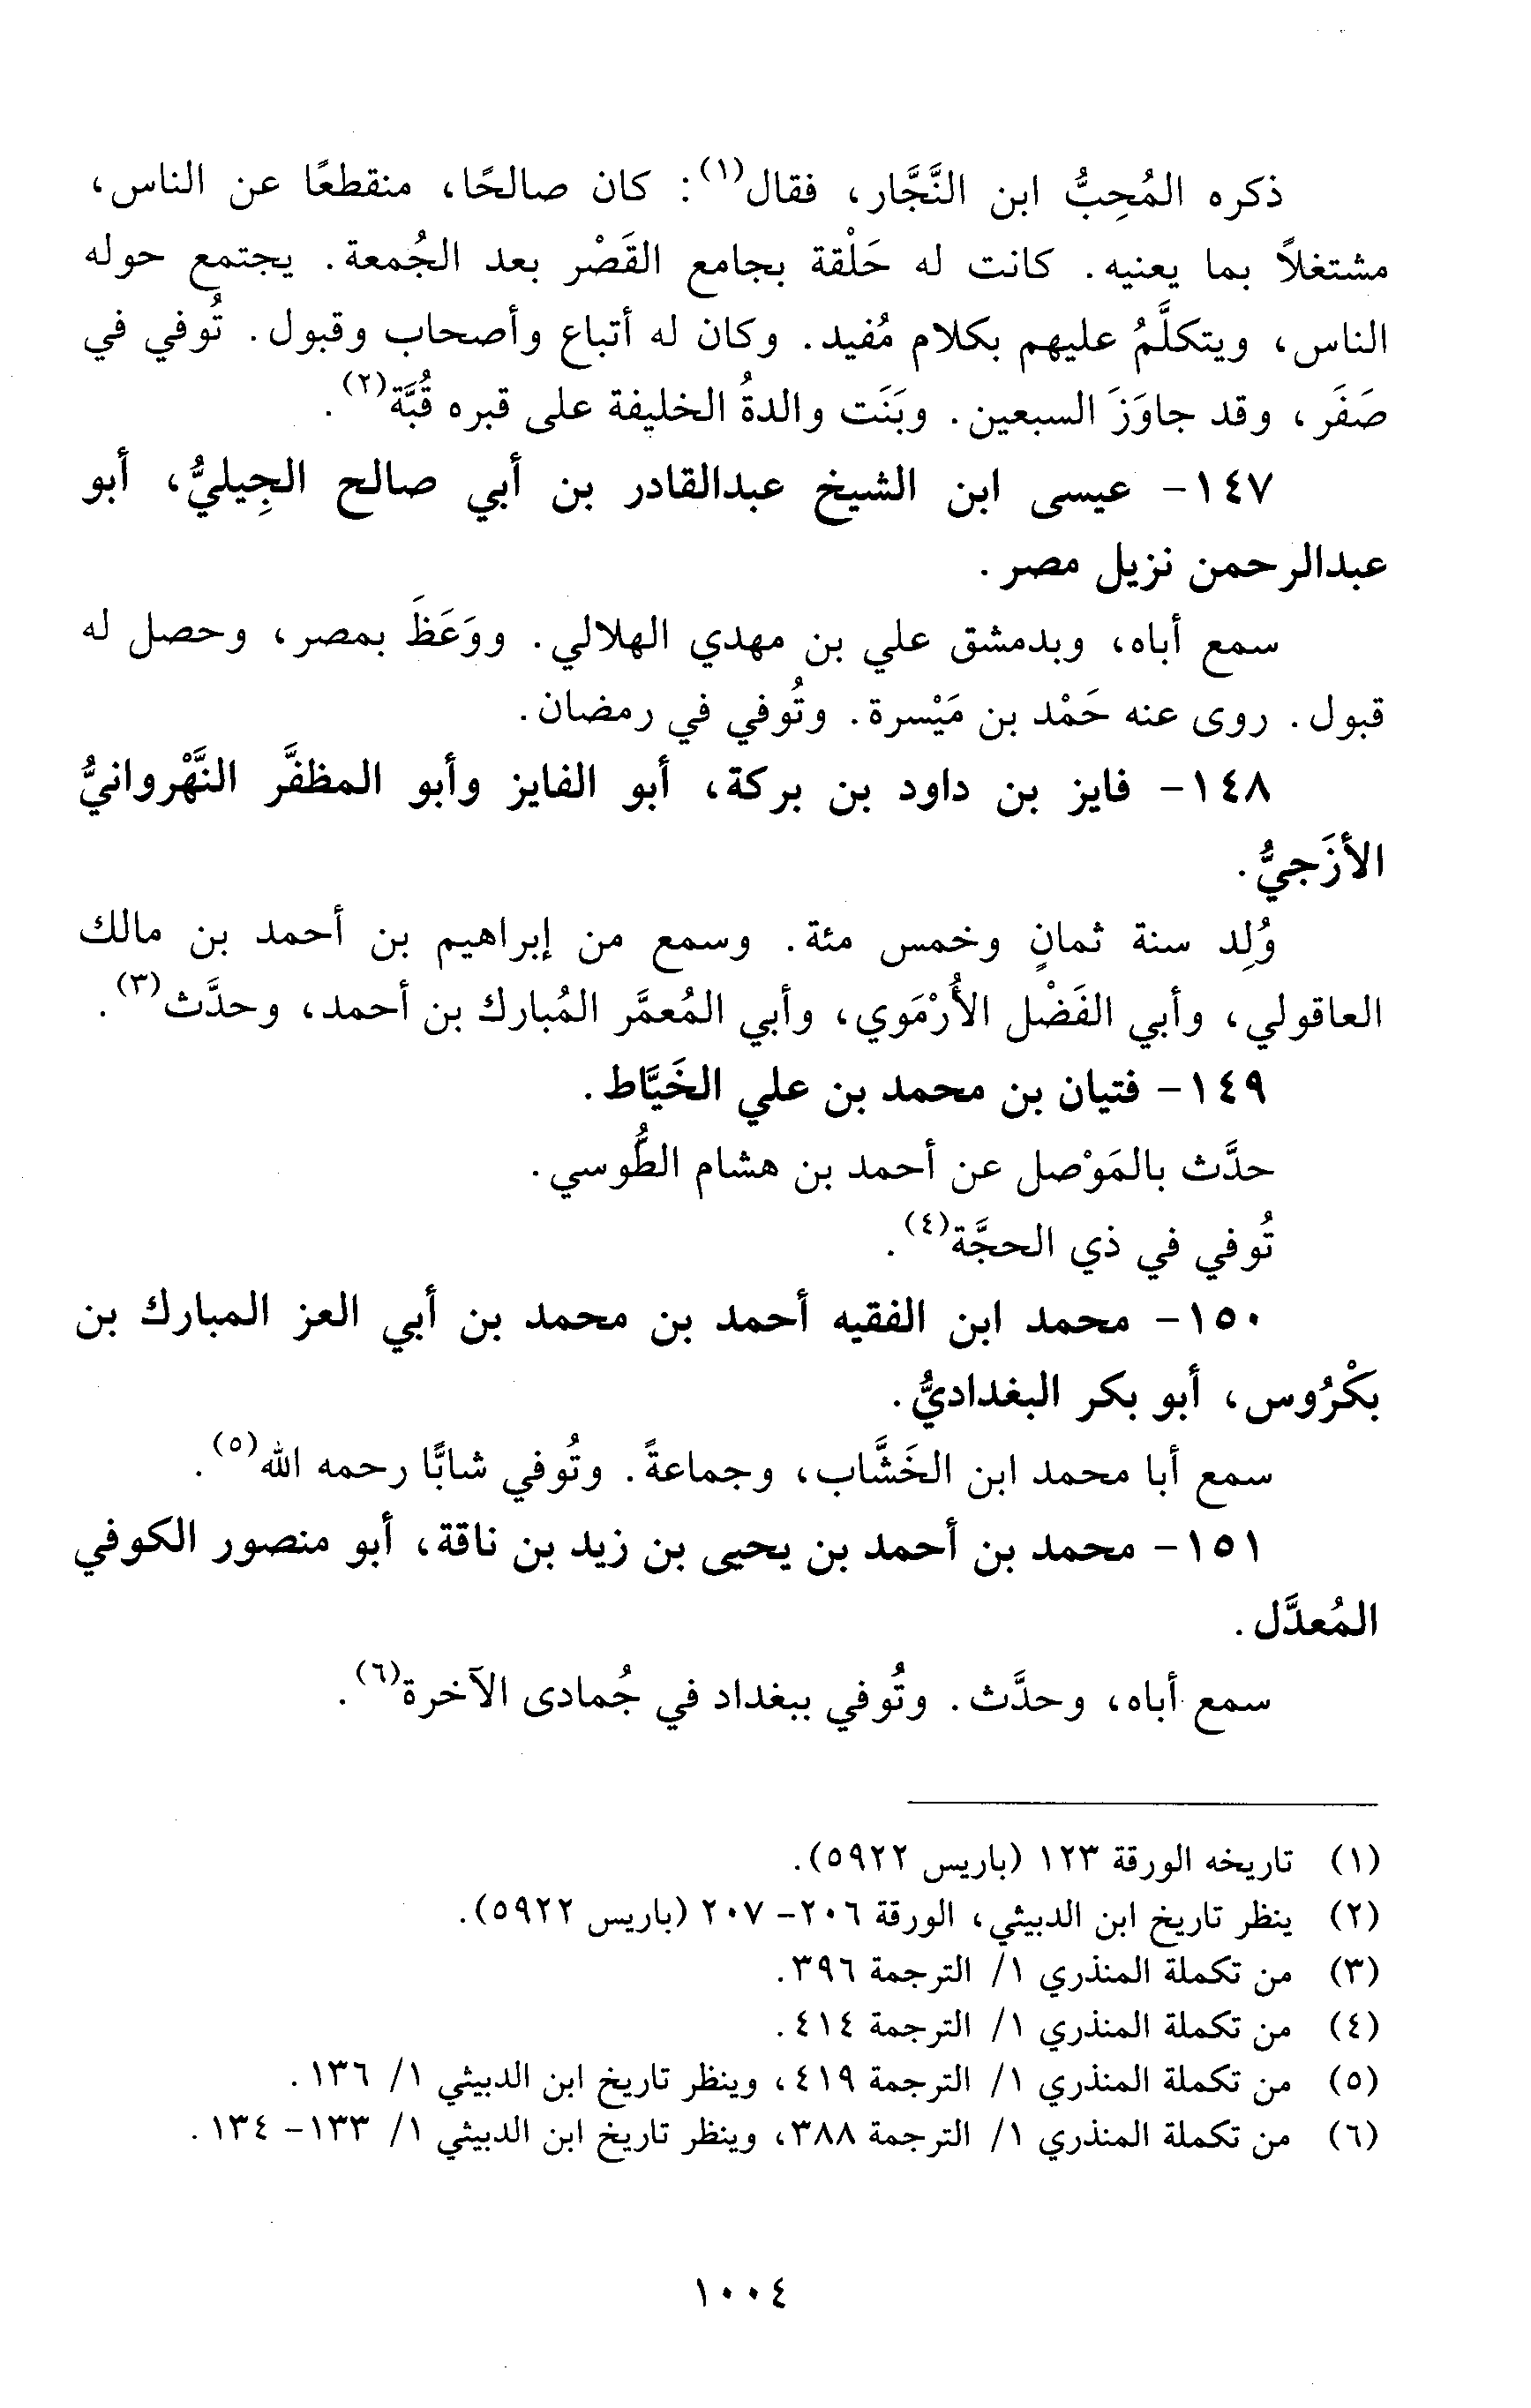 ذكره المُحِبُّ ابن النَّجَّار، فقال(١): كان صالحًا، منقطعًا عن الناس،
مشتغلاً بما يعنيه. كانت له حَلْقة بجامع القَصْر بعد الجُمعة. يجتمع حوله
الناس، ويتكلَّمُ عليهم بكلام مُفيد. وكان له أتباع وأصحاب وقبول. تُوفي في
صَفَر، وقد جاوَزَ السبعين. وبَنَت والدةُ الخليفة على قبره قُبَّة(٢).
١٤٧- عيسى ابن الشيخ عبدالقادر بن أبي صالح الجِيليُّ، أبو
عبدالرحمن نزيل مصر.
سمع أباه، وبدمشق علي بن مهدي الهلالي. ووَعَظَ بمصر، وحصل له
قبول. روى عنه حَمْد بن مَيْسرة. وتُوفي في رمضان.
١٤٨- فايز بن داود بن بركة، أبو الفايز وأبو المظفَّر النَّهْروانيُّ
الأزَجيُّ.
وُلِد سنة ثمانٍ وخمس مئة. وسمع من إبراهيم بن أحمد بن مالك
العاقولي، وأبي الفَضْل الأُرْمَوي، وأبي المُعمَّر المُبارك بن أحمد، وحدَّث(٣).
١٤٩- فتيان بن محمد بن علي الخَيَّاط.
حدَّث بالمَوْصل عن أحمد بن هشام الطُّوسي.
تُوفي في ذي الحجَّة(٤).
١٥٠- محمد ابن الفقيه أحمد بن محمد بن أبي العز المبارك بن
بكْرُوس، أبو بكر البغداديُّ.
سمع أبا محمد ابن الخَشَّاب، وجماعةً. وتُوفي شابًّا رحمه الله(٥).
١٥١- محمد بن أحمد بن يحيى بن زيد بن ناقة، أبو منصور الكوفي
المُعدَّل.
سمع أباه، وحدَّث. وتُوفي ببغداد في جُمادى الآخرة(٦).
(١) تاريخه الورقة ١٢٣ (باريس ٥٩٢٢).
(٢) ينظر تاريخ ابن الدبيثي، الورقة ٢٠٦- ٢٠٧ (باريس ٥٩٢٢).
(٣) من تكملة المنذري ١/ الترجمة ٣٩٦.
(٤) من تكملة المنذري ١/ الترجمة ٤١٤.
(٥) من تكملة المنذري ١/ الترجمة ٤١٩، وينظر تاريخ ابن الدبيثي ١/ ١٣٦.
(٦) من تكملة المنذري ١/ الترجمة ٣٨٨، وينظر تاريخ ابن الدبيثي ١/ ١٣٣- ١٣٤.
١٠٠٤